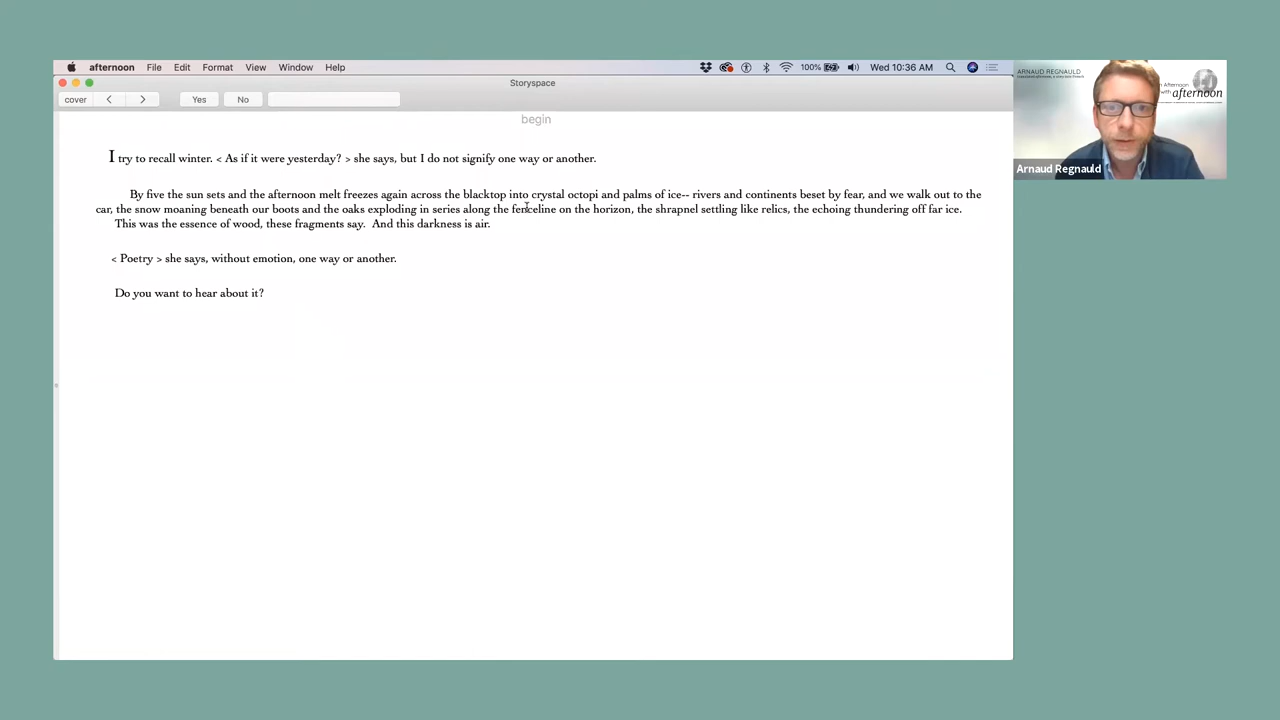 afternoon File Edit Format View Window Help 100% Wed 10:36 AM
Storyspace
cover Yes No
begin
I try to recall winter. < As if it were yesterday? > she says, but I do not signify one way or another.
By five the sun sets and the afternoon melt freezes again across the blacktop into crystal octopi and palms of ice-- rivers and continents beset by fear, and we walk out to the
car, the snow moaning beneath our boots and the oaks exploding in series along the fenceline on the horizon, the shrapnel settling like relics, the echoing thundering off far ice.
This was the essence of wood, these fragments say. And this darkness is air.
< Poetry > she says, without emotion, one way or another.
Do you want to hear about it?
ARNAUD REGNAULD
afternoon
Arnaud Regnauld